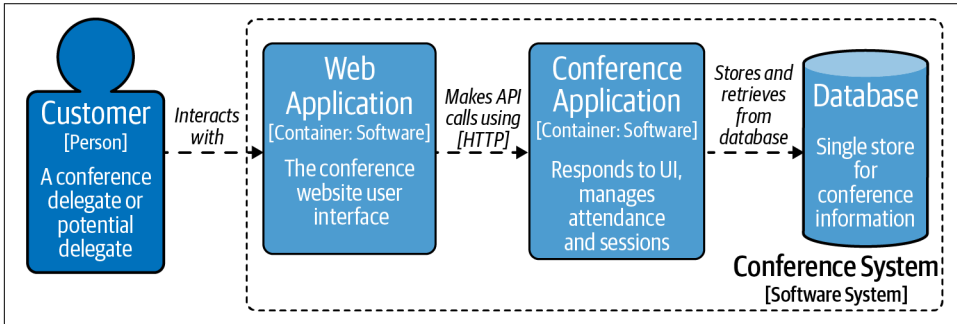 Customer
[Person]
A conference
delegate or
potential
delegate
Interacts
with
Web
Application
[Container: Software]
The conference
website user
interface
Makes API
calls using
[HTTP]
Conference
Application
[Container: Software]
Responds to UI,
manages
attendance
and sessions
Stores and
retrieves
from
database
Database
Single store
for
conference
information
Conference System
[Software System]